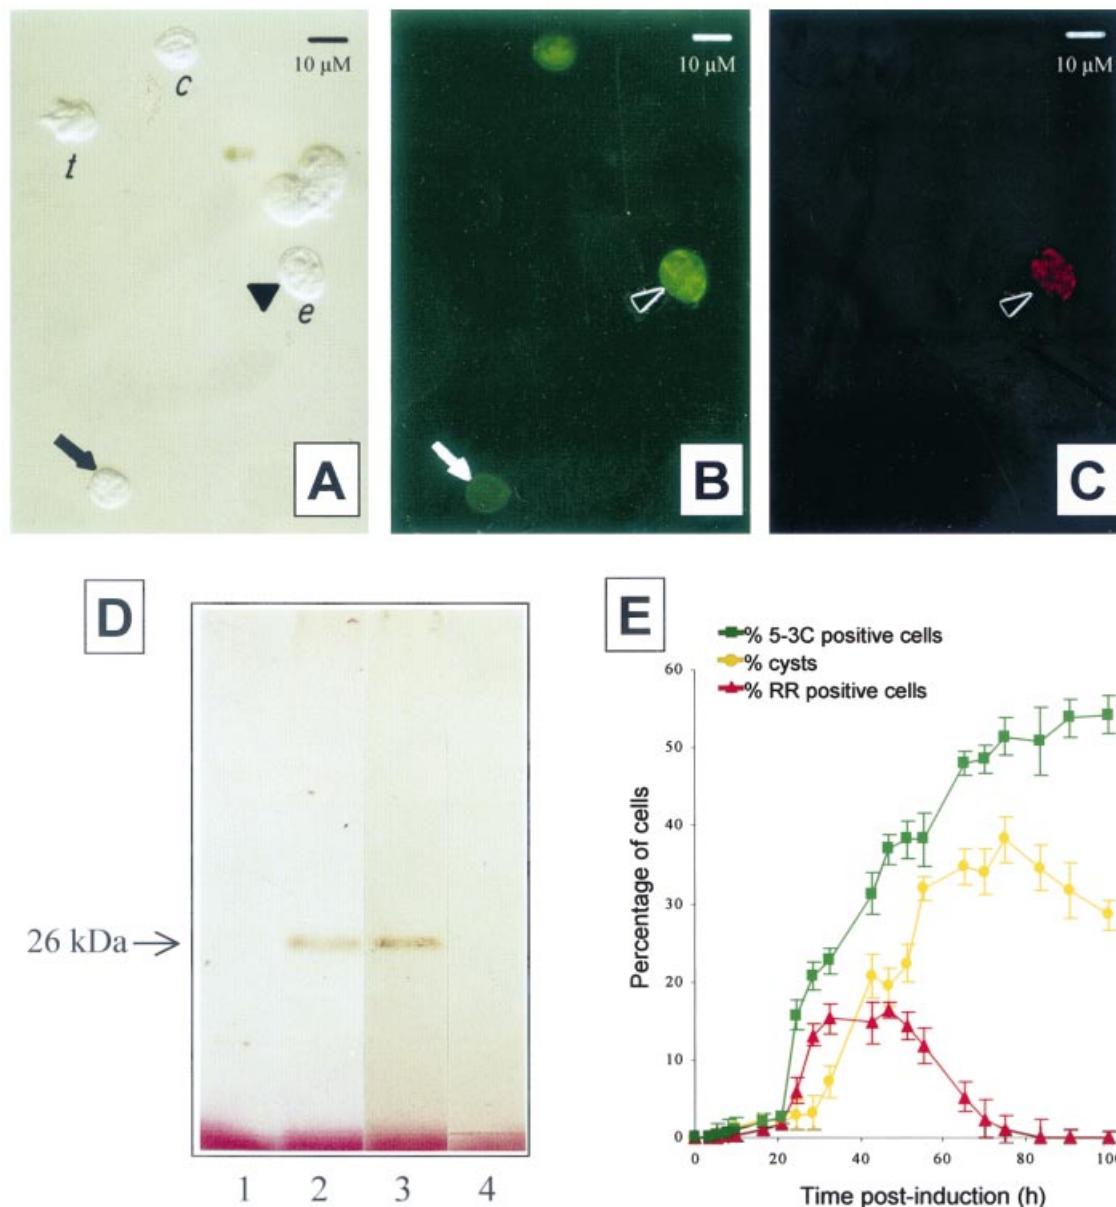 10 µM
c
t
e
A
10 µM
B
10 µM
C
D
26 kDa
1 2 3 4
E
% 5-3C positive cells
% cysts
% RR positive cells
Percentage of cells
60
50
40
30
20
10
0
0 20 40 60 80 100
Time post-induction (h)